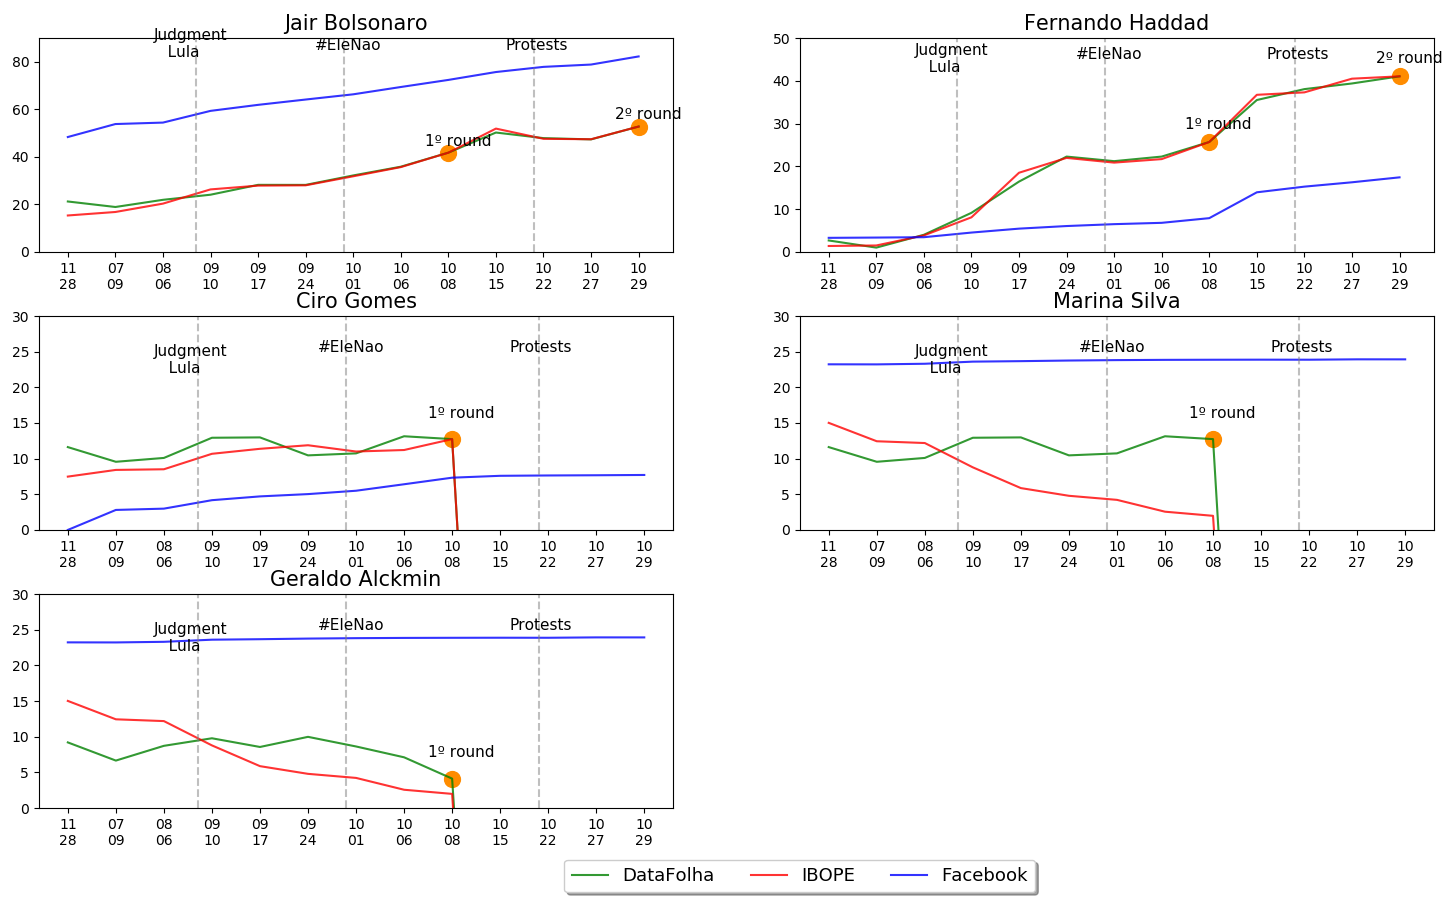 Jair Bolsonaro
Judgment
Lula
#EleNao
Protests
1º round
2º round
80
60
40
20
0
11 07 08 09 09 09 10 10 10 10 10 10 10
28 09 06 10 17 24 01 06 08 15 22 27 29
Fernando Haddad
Judgment
Lula
#EleNao
Protests
1º round
2º round
50
40
30
20
10
0
11 07 08 09 09 09 10 10 10 10 10 10 10
28 09 06 10 17 24 01 06 08 15 22 27 29
Ciro Gomes
Judgment
Lula
#EleNao
Protests
1º round
30
25
20
15
10
5
0
11 07 08 09 09 09 10 10 10 10 10 10 10
28 09 06 10 17 24 01 06 08 15 22 27 29
Marina Silva
Judgment
Lula
#EleNao
Protests
1º round
30
25
20
15
10
5
0
11 07 08 09 09 09 10 10 10 10 10 10 10
28 09 06 10 17 24 01 06 08 15 22 27 29
Geraldo Alckmin
Judgment
Lula
#EleNao
Protests
1º round
30
25
20
15
10
5
0
11 07 08 09 09 09 10 10 10 10 10 10 10
28 09 06 10 17 24 01 06 08 15 22 27 29
DataFolha IBOPE Facebook